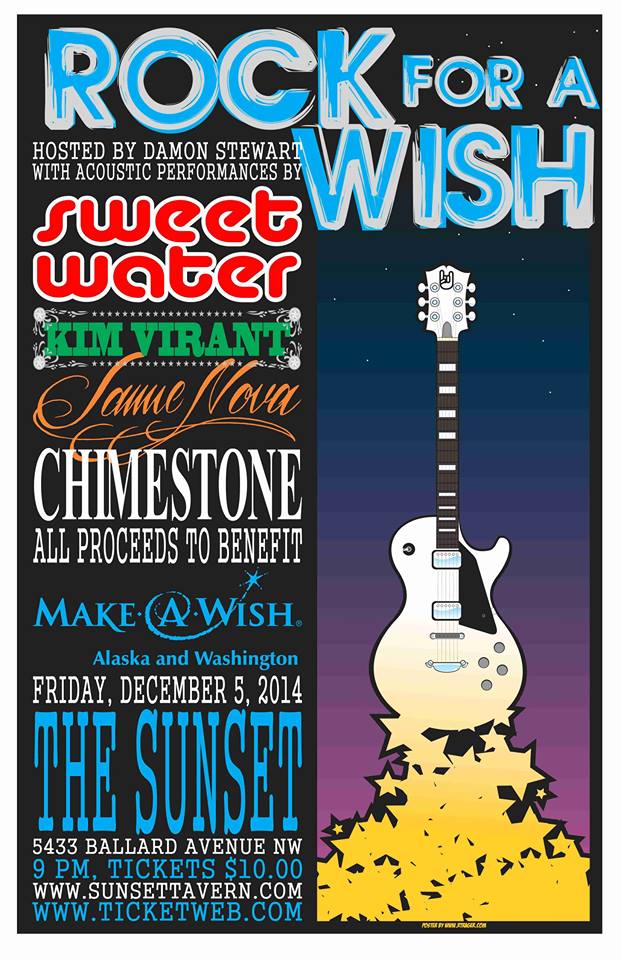 ROCK FOR A
WISH
HOSTED BY DAMON STEWART
WITH ACOUSTIC PERFORMANCES BY
sweet
water
KIM VIRANT
Jaime Nova
CHIMESTONE
ALL PROCEEDS TO BENEFIT
MAKE·A·WISH®
Alaska and Washington
FRIDAY, DECEMBER 5, 2014
THE SUNSET
5433 BALLARD AVENUE NW
9 PM, TICKETS $10.00
WWW.SUNSETTAVERN.COM
WWW.TICKETWEB.COM